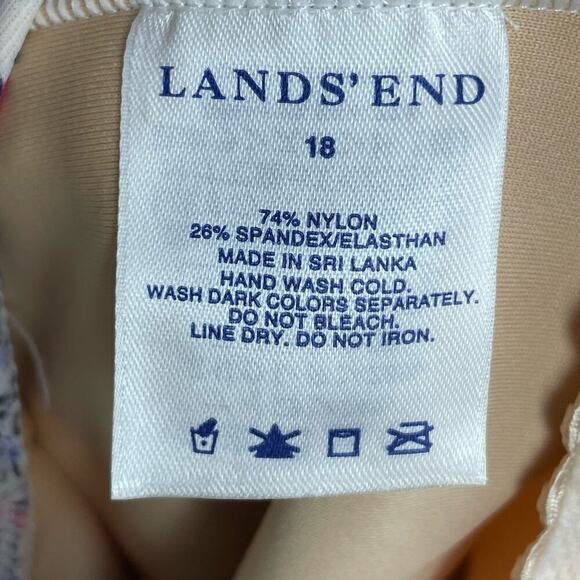 LANDS' END
18
74% NYLON
26% SPANDEX/ELASTHAN
MADE IN SRI LANKA
HAND WASH COLD.
WASH DARK COLORS SEPARATELY.
DO NOT BLEACH.
LINE DRY. DO NOT IRON.